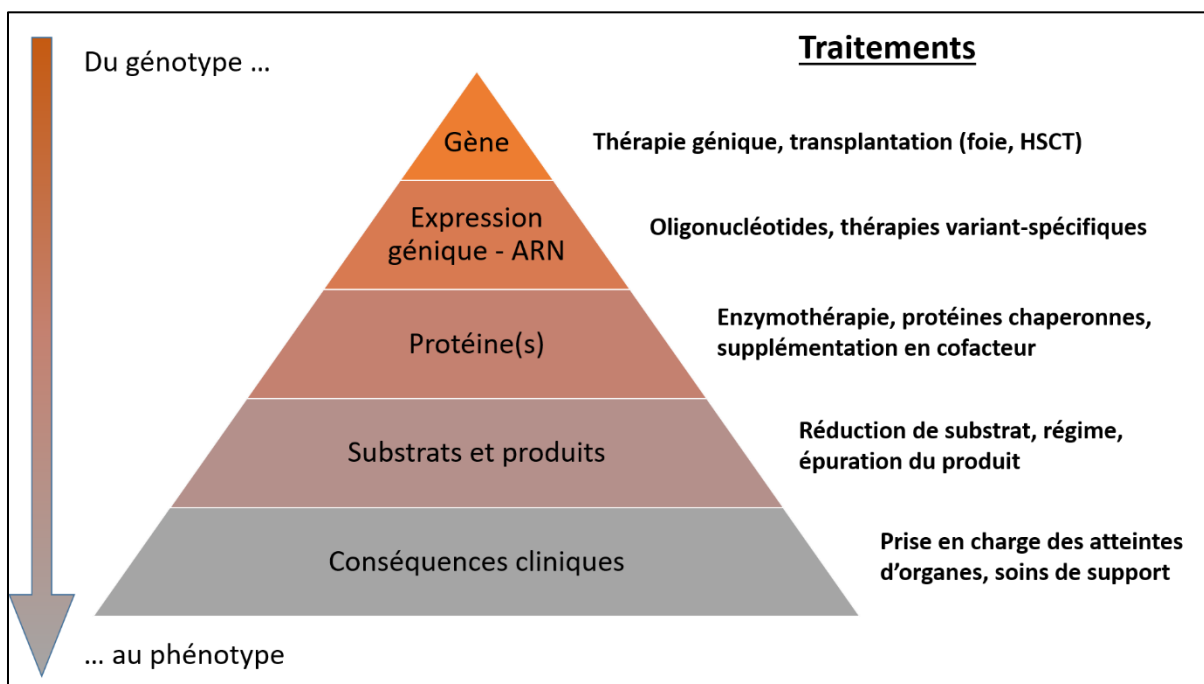 Du génotype ...
Traitements
Gène
Thérapie génique, transplantation (foie, HSCT)
Expression
génique - ARN
Oligonucléotides, thérapies variant-spécifiques
Protéine(s)
Enzymothérapie, protéines chaperonnes,
supplémentation en cofacteur
Substrats et produits
Réduction de substrat, régime,
épuration du produit
Conséquences cliniques
Prise en charge des atteintes
d’organes, soins de support
... au phénotype